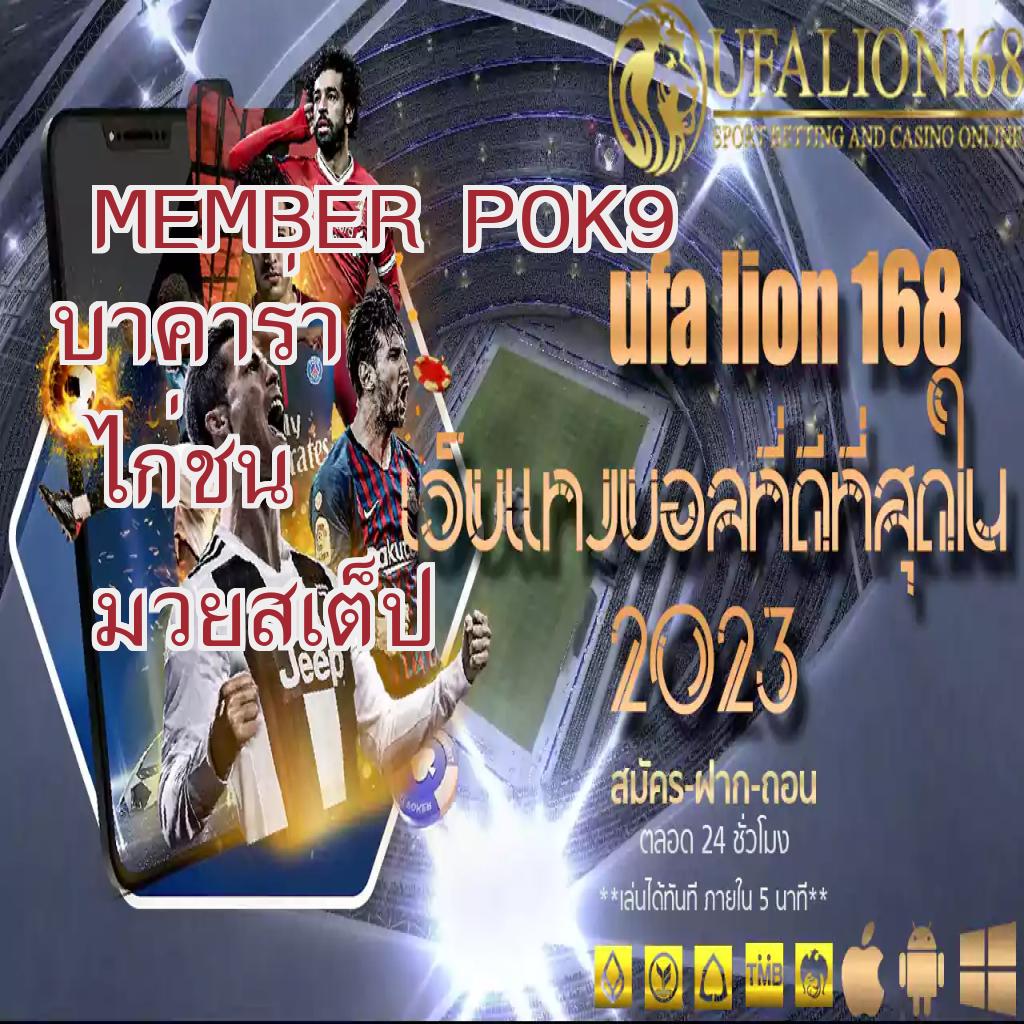 UFALION168
SPORT BETTING AND CASINO ONLINE
MEMBER POK9
ufa lion 168
บาคารา
ไก่ชน
เว็บแทงบอลที่ดีที่สุดใน
2023
มวยสเต็ป
Jeep
สมัคร-ฝาก-ถอน
ตลอด 24 ชั่วโมง
**เล่นได้ทันที ภายใน 5 นาที**
TMB
POKER